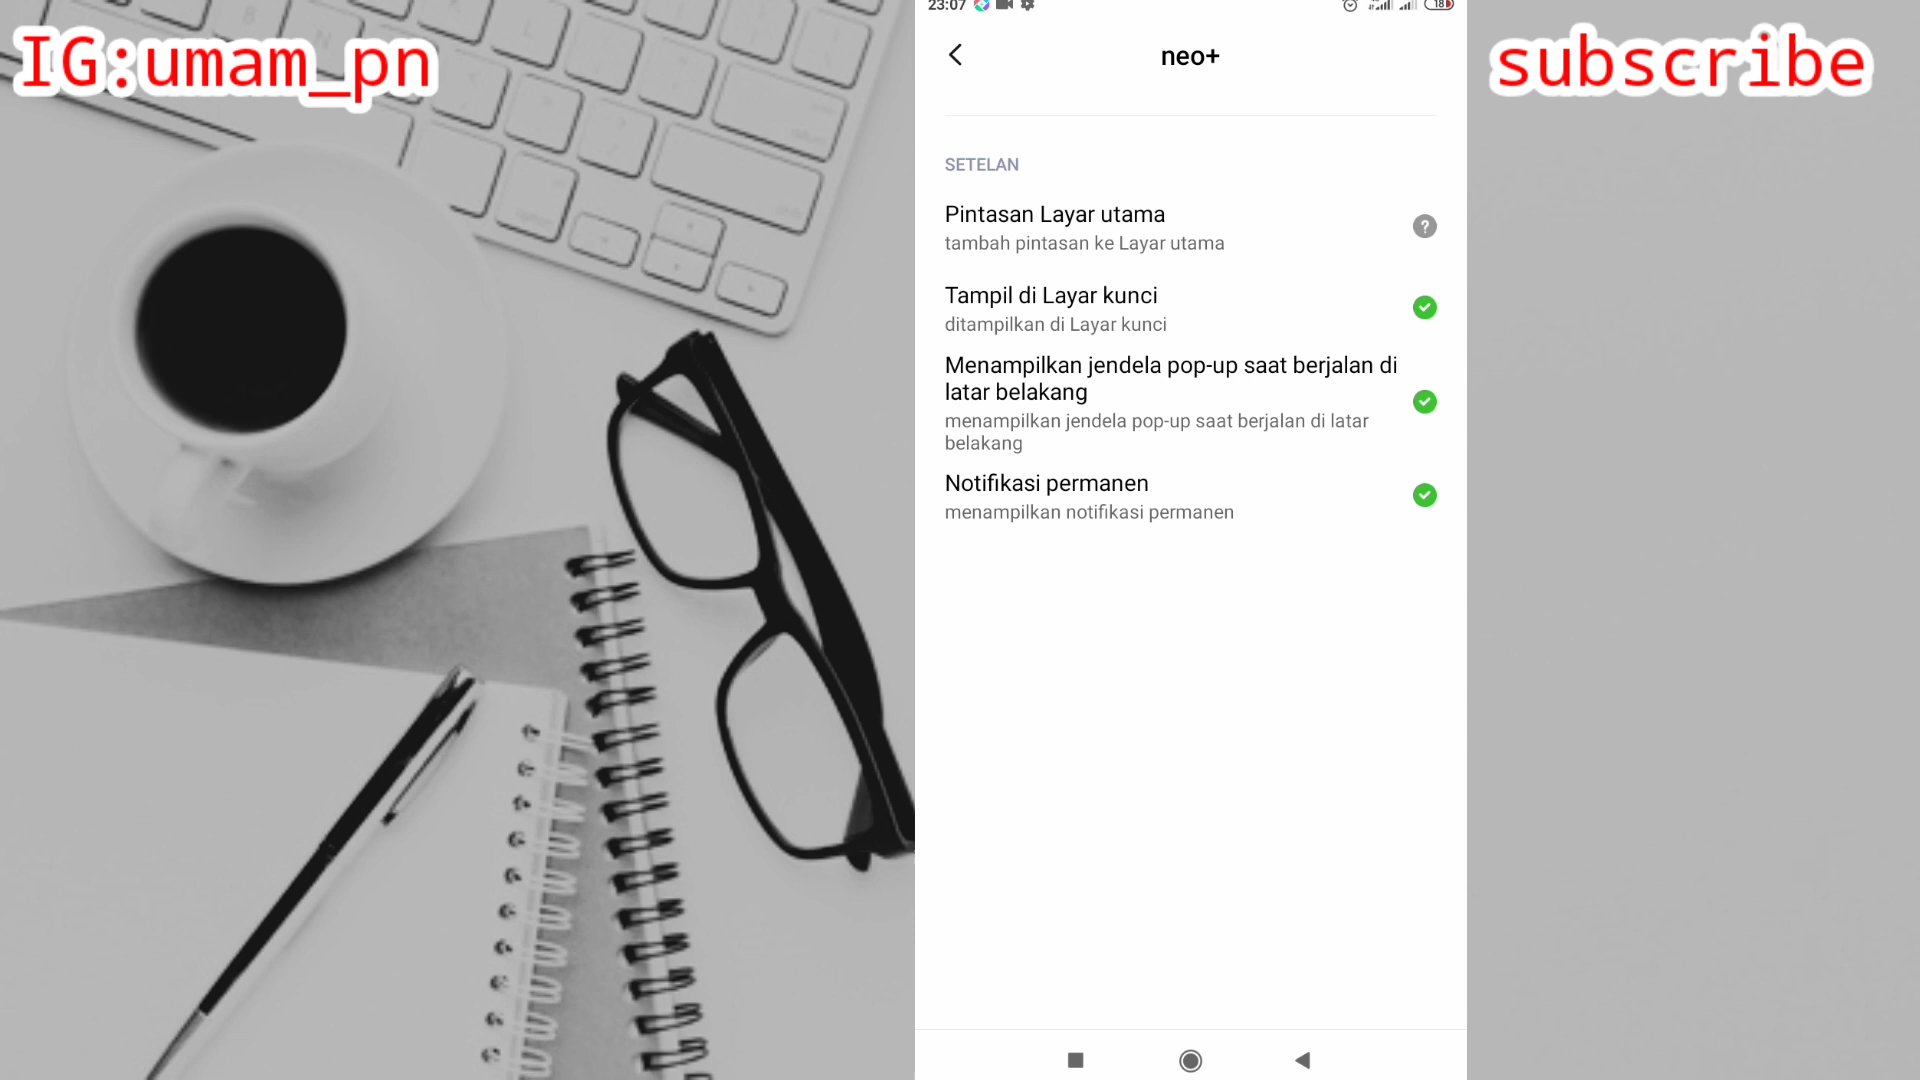 IG:umam_pn
23:07
18
subscribe
neo+
SETELAN
Pintasan Layar utama
tambah pintasan ke Layar utama
?
Tampil di Layar kunci
ditampilkan di Layar kunci
Menampilkan jendela pop-up saat berjalan di
latar belakang
menampilkan jendela pop-up saat berjalan di latar
belakang
Notifikasi permanen
menampilkan notifikasi permanen